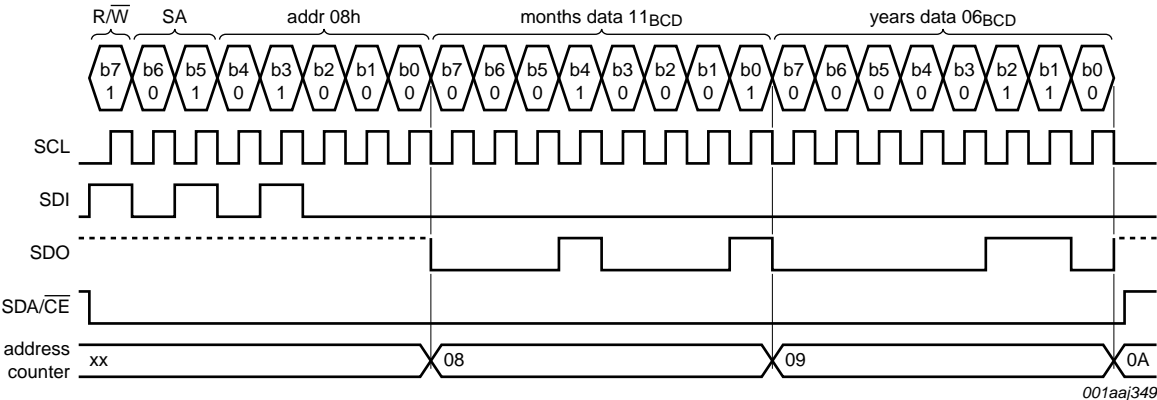 R/W SA addr 08h months data 11BCD years data 06BCD
b7 b6 b5 b4 b3 b2 b1 b0 b7 b6 b5 b4 b3 b2 b1 b0 b7 b6 b5 b4 b3 b2 b1 b0
1 0 1 0 1 0 0 0 0 0 0 1 0 0 0 1 0 0 0 0 0 1 1 0
SCL
SDI
SDO
SDA/CE
address
counter
xx 08 09 0A
001aaj349